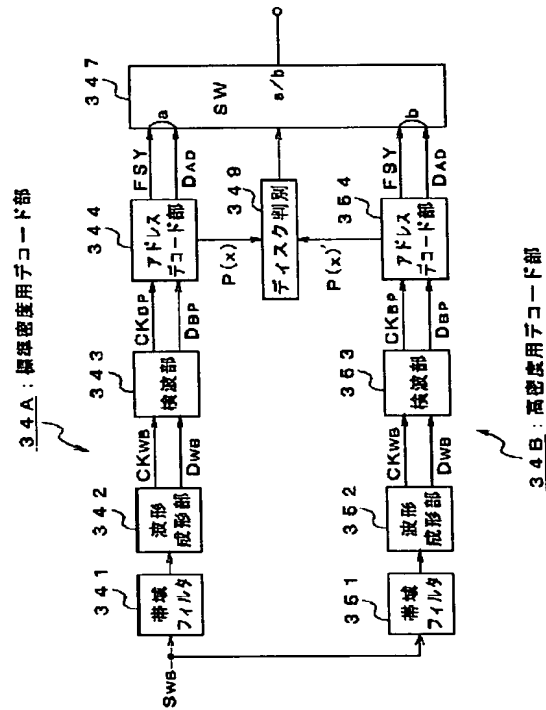 34A:標準密度用デコード部
SWB
341
帯域
フィルタ
342
波形
成形部
CKWB
DWB
343
検波部
CKBP
DBP
344
アドレス
デコード部
FSY
DAD
P(x)
349
ディスク判別
347
a
SW
a/b
b
351
帯域
フィルタ
352
波形
成形部
CKWB
DWB
353
検波部
CKBP
DBP
354
アドレス
デコード部
FSY
DAD
P(x)'
34B:高密度用デコード部